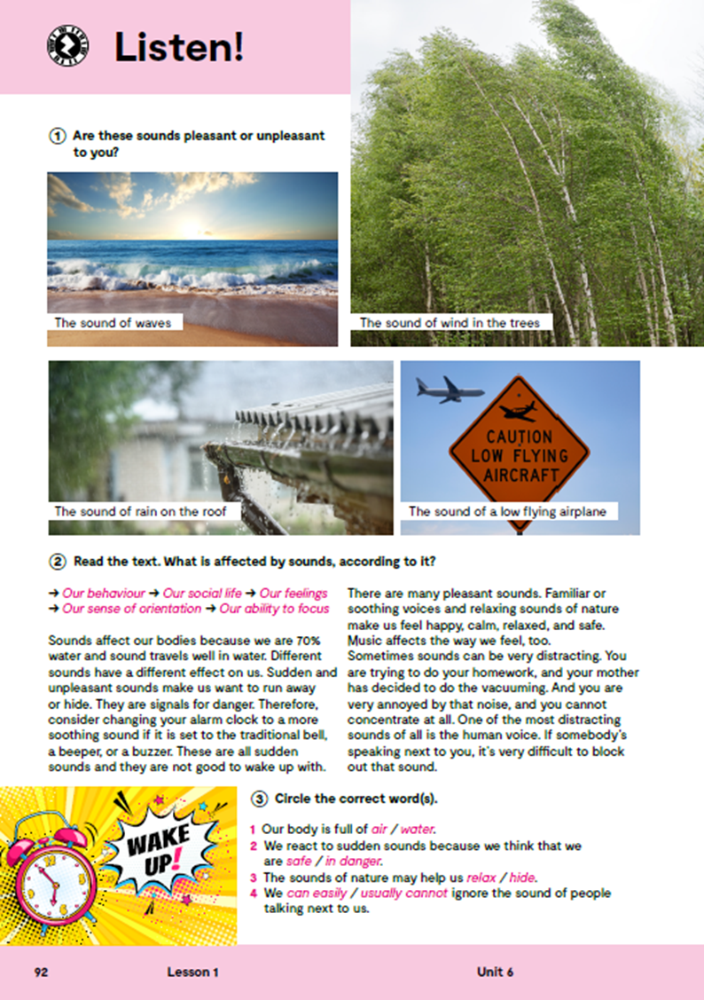 Listen!
1 Are these sounds pleasant or unpleasant
to you?
The sound of waves
The sound of wind in the trees
The sound of rain on the roof
CAUTION
LOW FLYING
AIRCRAFT
The sound of a low flying airplane
2 Read the text. What is affected by sounds, according to it?
→ Our behaviour → Our social life → Our feelings
→ Our sense of orientation → Our ability to focus
Sounds affect our bodies because we are 70%
water and sound travels well in water. Different
sounds have a different effect on us. Sudden and
unpleasant sounds make us want to run away
or hide. They are signals for danger. Therefore,
consider changing your alarm clock to a more
soothing sound if it is set to the traditional bell,
a beeper, or a buzzer. These are all sudden
sounds and they are not good to wake up with.
There are many pleasant sounds. Familiar or
soothing voices and relaxing sounds of nature
make us feel happy, calm, relaxed, and safe.
Music affects the way we feel, too.
Sometimes sounds can be very distracting. You
are trying to do your homework, and your mother
has decided to do the vacuuming. And you are
very annoyed by that noise, and you cannot
concentrate at all. One of the most distracting
sounds of all is the human voice. If somebody's
speaking next to you, it's very difficult to block
out that sound.
WAKE
UP!
3 Circle the correct word(s).
1 Our body is full of air / water.
2 We react to sudden sounds because we think that we
are safe / in danger.
3 The sounds of nature may help us relax / hide.
4 We can easily / usually cannot ignore the sound of people
talking next to us.
92 Lesson 1 Unit 6